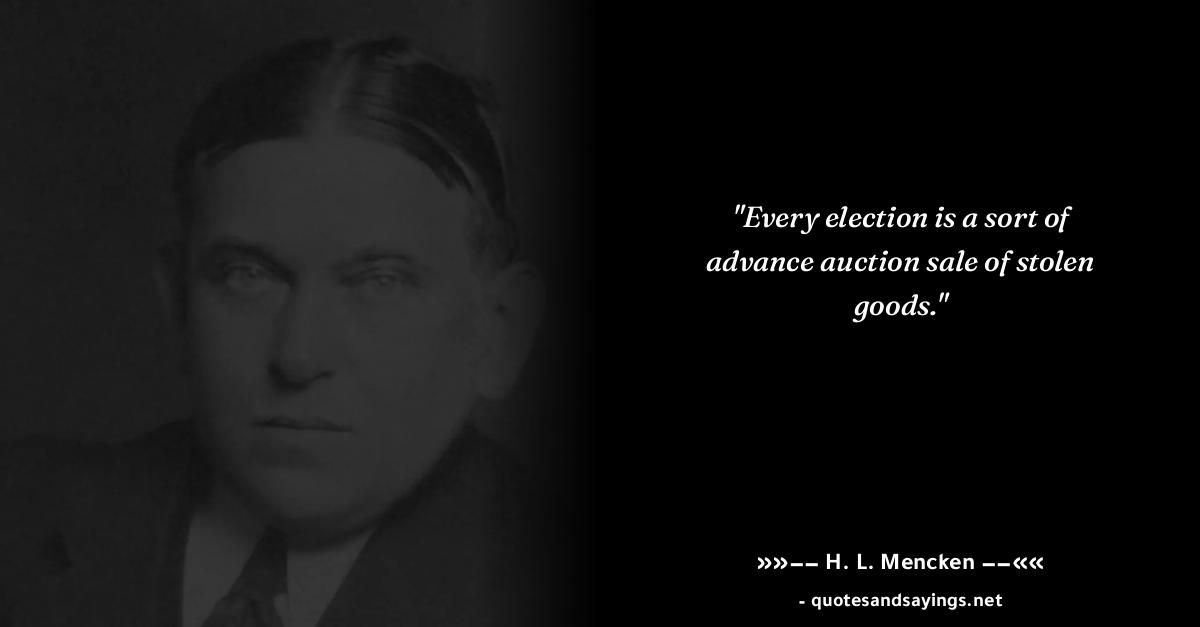 "Every election is a sort of
advance auction sale of stolen
goods."
»»–– H. L. Mencken ––««
- quotesandsayings.net